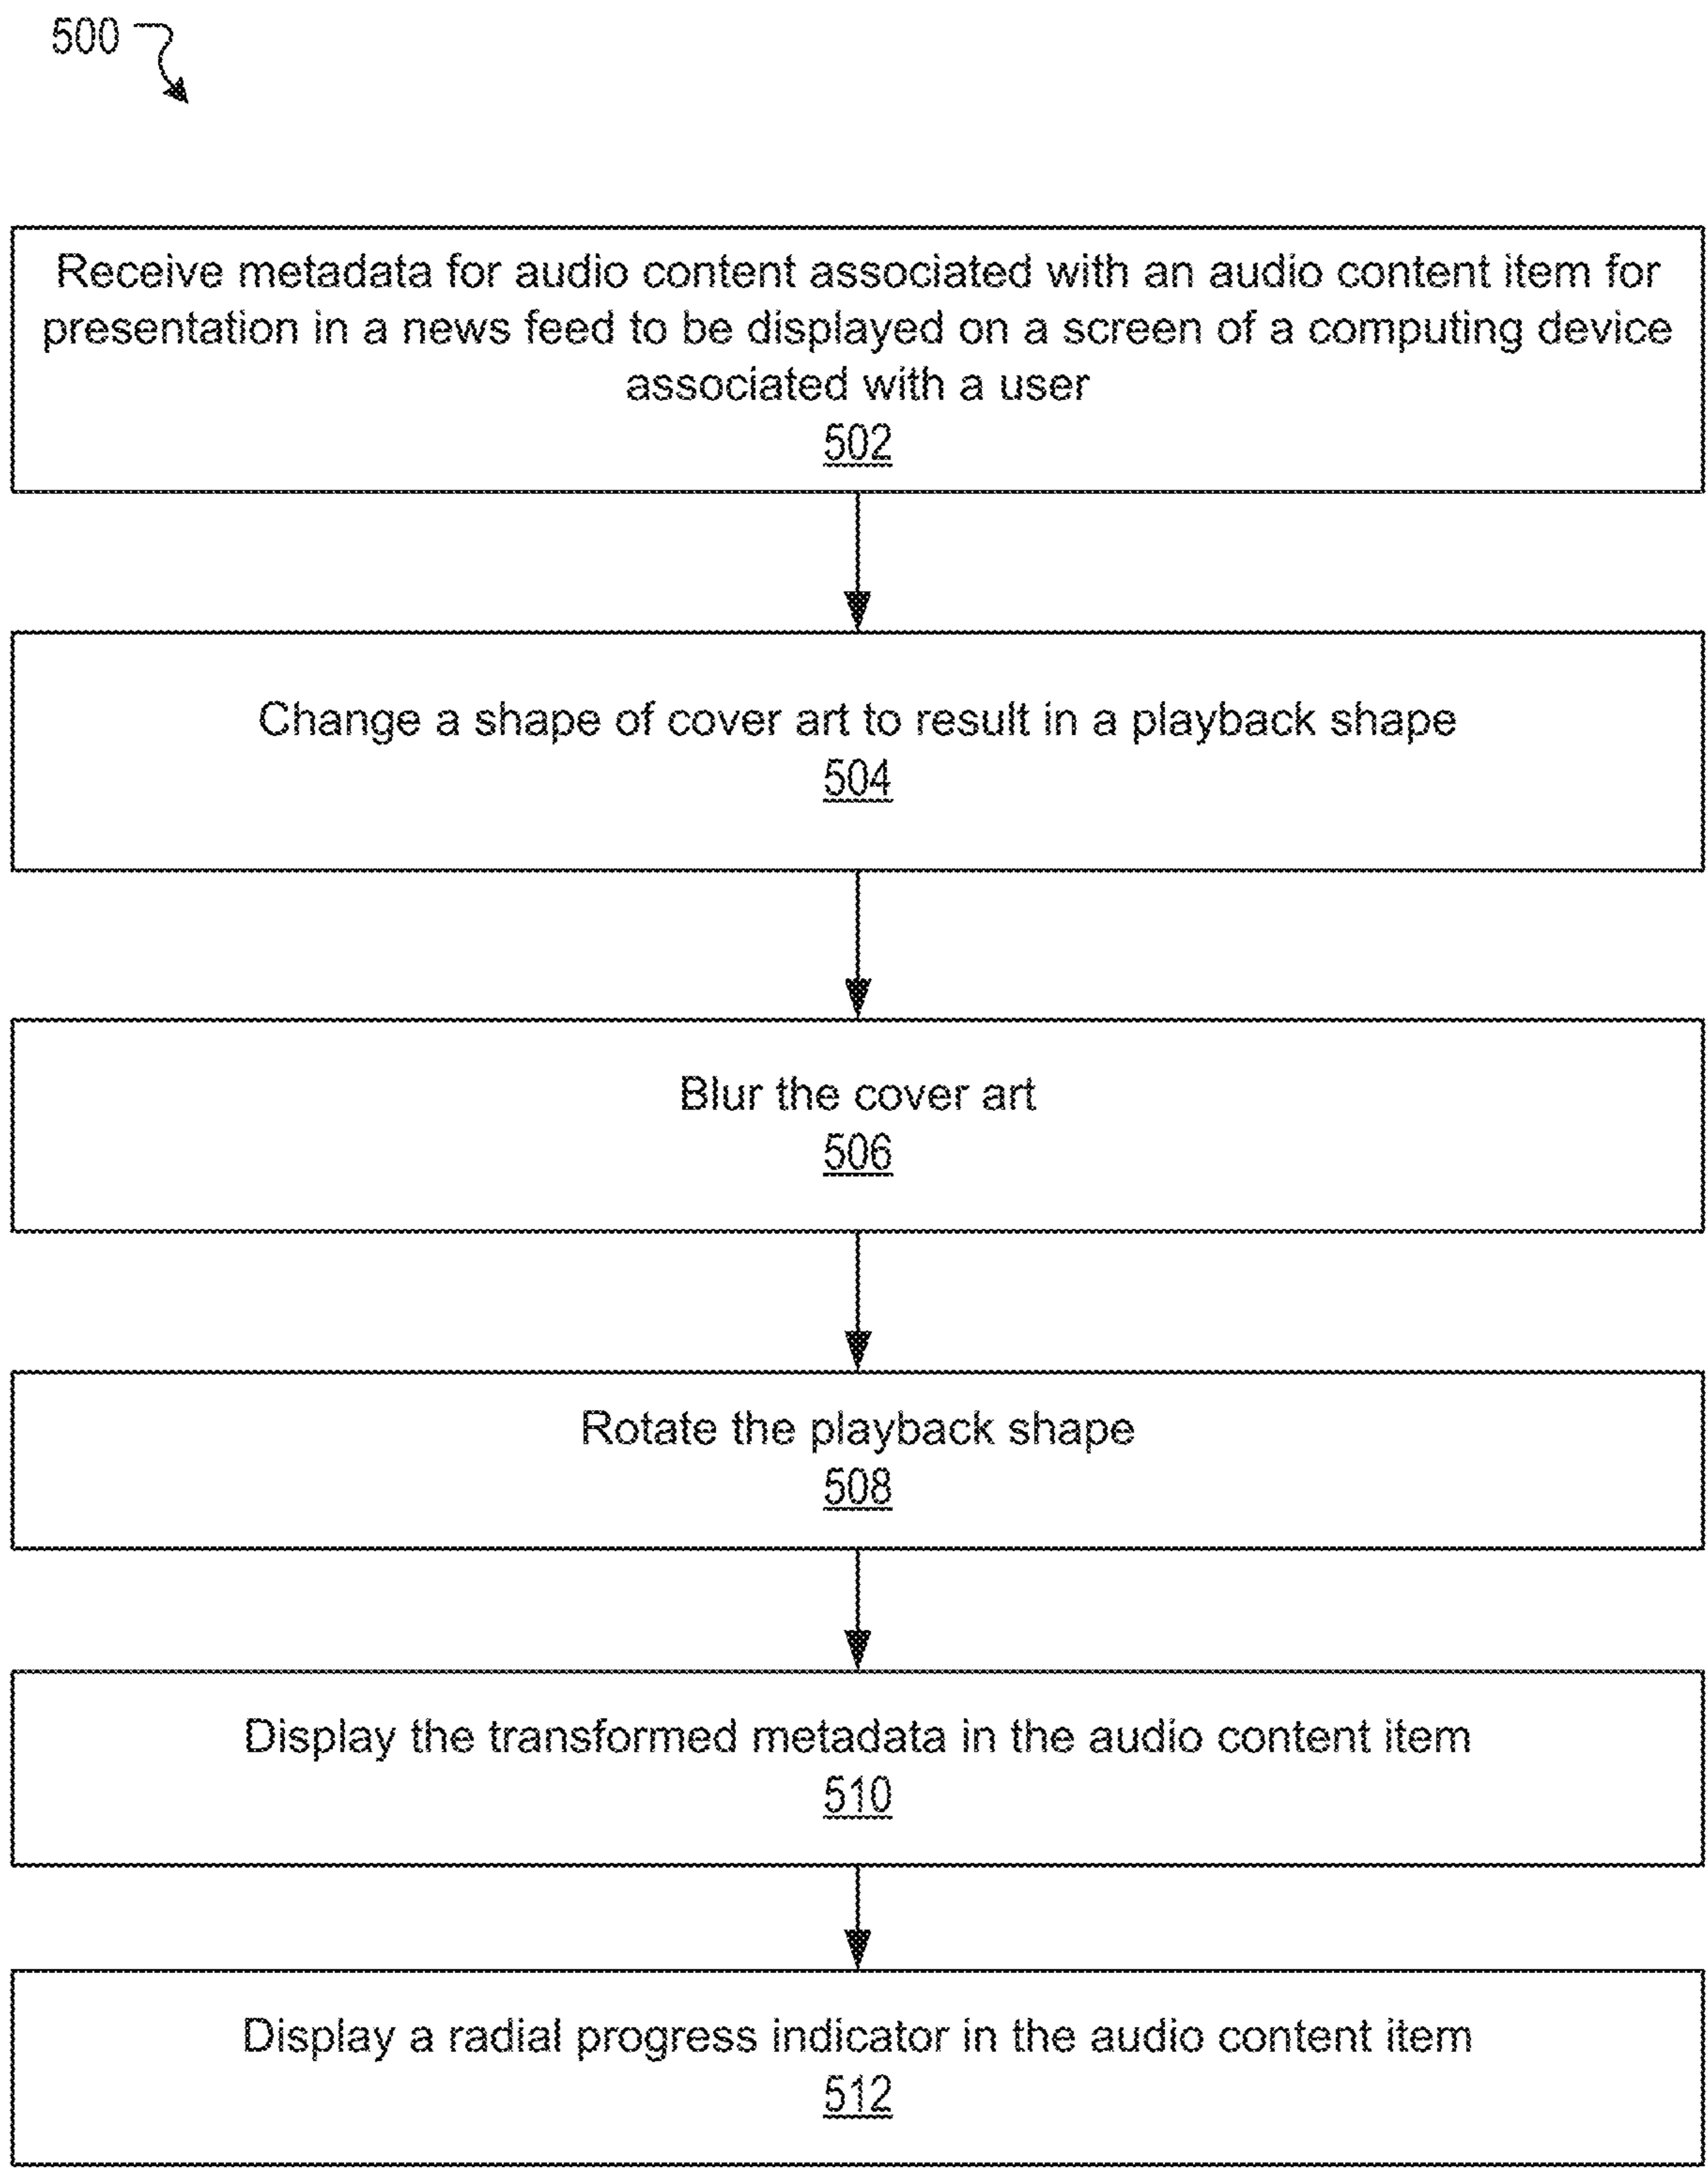 500
Receive metadata for audio content associated with an audio content item for
presentation in a news feed to be displayed on a screen of a computing device
associated with a user
502
Change a shape of cover art to result in a playback shape
504
Blur the cover art
506
Rotate the playback shape
508
Display the transformed metadata in the audio content item
510
Display a radial progress indicator in the audio content item
512